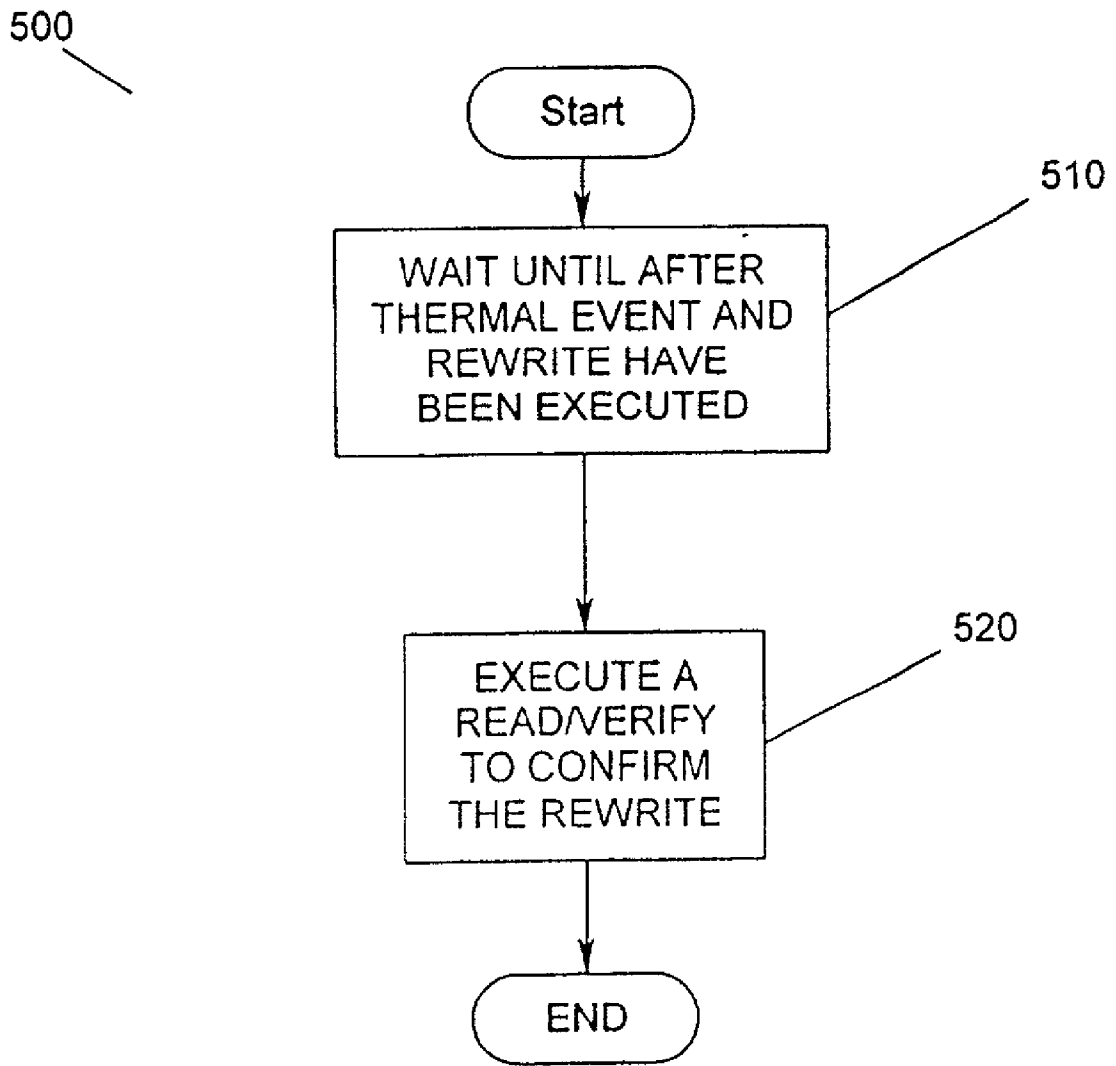 500
Start
510
WAIT UNTIL AFTER
THERMAL EVENT AND
REWRITE HAVE
BEEN EXECUTED
520
EXECUTE A
READ/VERIFY
TO CONFIRM
THE REWRITE
END